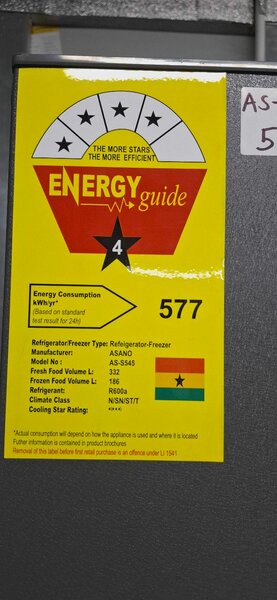 AS-
5
THE MORE STARS
THE MORE EFFICIENT
ENERGY guide
4
Energy Consumption
kWh/yr*
(Based on standard
test result for 24h)
577
Refrigerator/Freezer Type: Refeigerator-Freezer
Manufacturer: ASANO
Model No : AS-S545
Fresh Food Volume L: 332
Frozen Food Volume L: 186
Refrigerant: R600a
Climate Class N/SN/ST/T
Cooling Star Rating:
*Actual consumption will depend on how the appliance is used and where it is located
Futher information is contained in product brochures
Removal of this label before first retail purchase is an offence under LI 1541